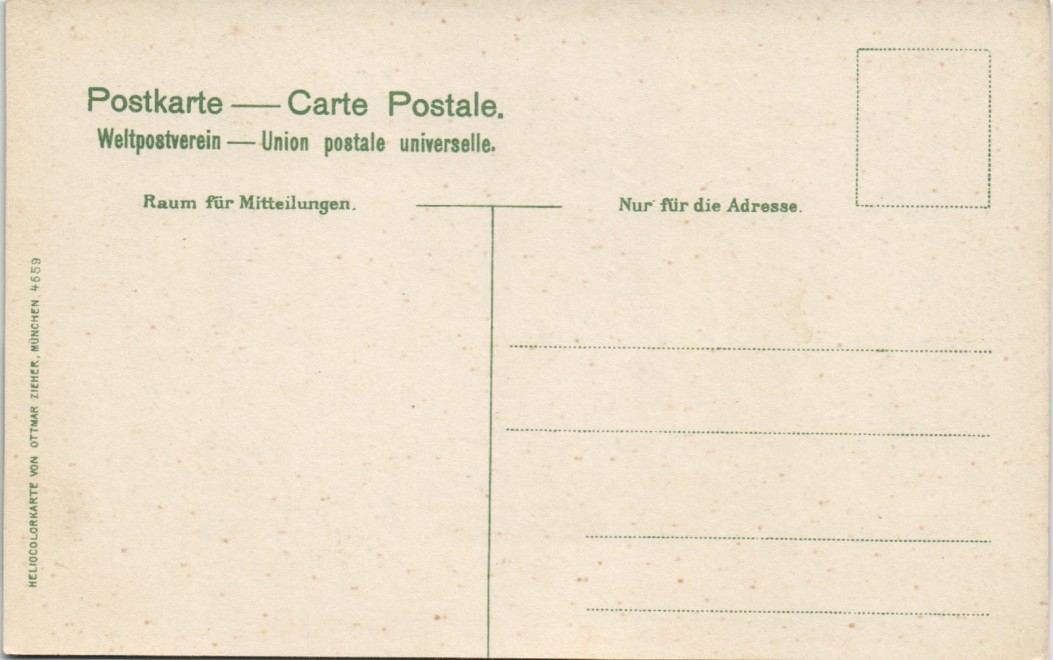 Postkarte — Carte Postale.
Weltpostverein — Union postale universelle.
Raum für Mitteilungen.
Nur für die Adresse.
HELIOCOLORKARTE VON OTTMAR ZIEHER, MÜNCHEN. 4659